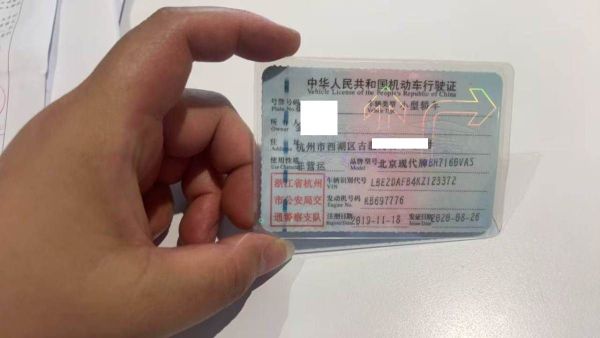 中华人民共和国机动车行驶证
Vehicle License of the People's Republic of China
号牌号码 车辆类型 小型轿车
Plate No. Vehicle Type
所有人
Owner
住址 杭州市西湖区古
使用性质 非营运 品牌型号 北京现代牌BH7160VAS
Model
浙江省杭州 车辆识别代号 LBEZDAFB4KZ123372
VIN
市公安局交 发动机号码 KB697776
Engine No.
通警察支队 注册日期 2019-11-18 发证日期 2020-08-26
Register Date Issue Date